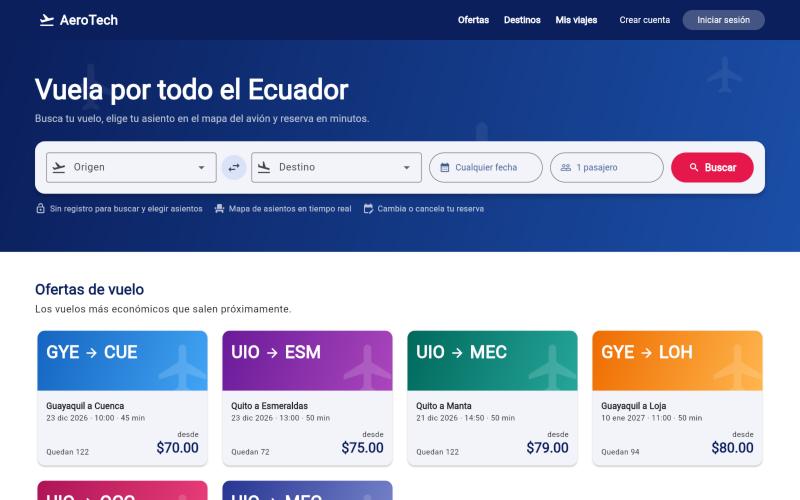 AeroTech
Ofertas Destinos Mis viajes Crear cuenta Iniciar sesión
Vuela por todo el Ecuador
Busca tu vuelo, elige tu asiento en el mapa del avión y reserva en minutos.
Origen Destino Cualquier fecha 1 pasajero Buscar
Sin registro para buscar y elegir asientos Mapa de asientos en tiempo real Cambia o cancela tu reserva
Ofertas de vuelo
Los vuelos más económicos que salen próximamente.
GYE → CUE
Guayaquil a Cuenca
23 dic 2026 · 10:00 · 45 min
desde
Quedan 122 $70.00
UIO → ESM
Quito a Esmeraldas
23 dic 2026 · 13:00 · 50 min
desde
Quedan 72 $75.00
UIO → MEC
Quito a Manta
21 dic 2026 · 14:50 · 50 min
desde
Quedan 122 $79.00
GYE → LOH
Guayaquil a Loja
10 ene 2027 · 11:00 · 50 min
desde
Quedan 94 $80.00
UIO → OCC
UIO → MEC